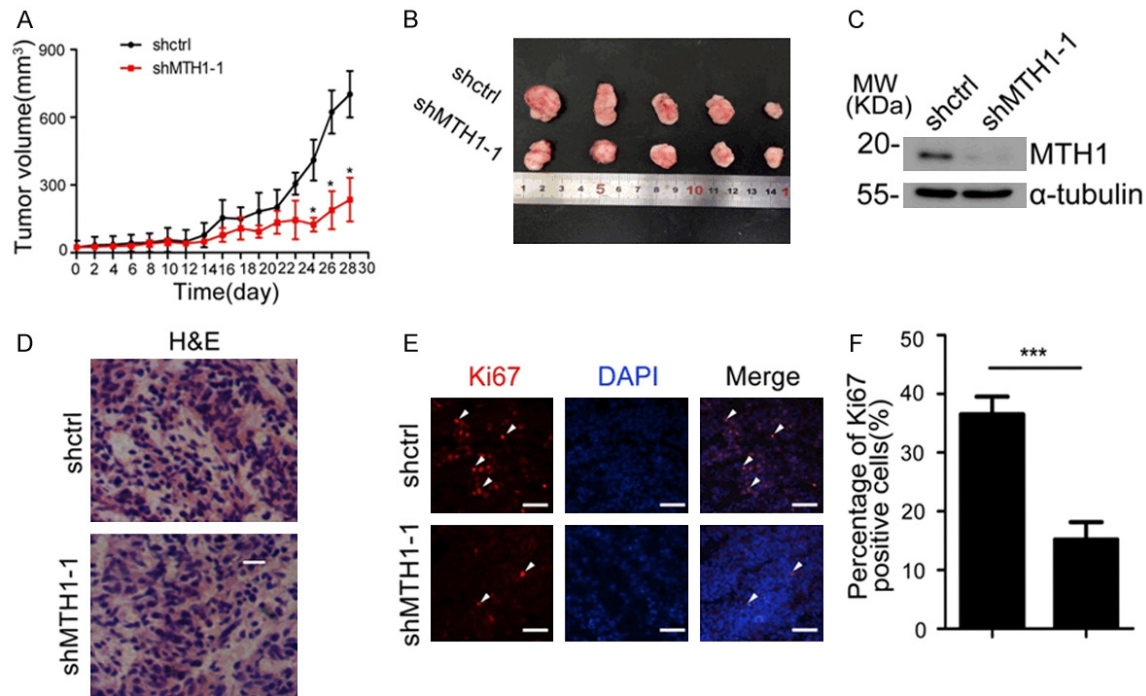 A
shctrl
shMTH1-1
Tumor volume(mm³)
900
600
300
0
* * *
0 2 4 6 8 10 12 14 16 18 19 20 22 24 26 28 30
Time(day)
B
shctrl
shMTH1-1
1 2 3 4 5 6 7 8 9 10 11 12 13 14 1
C
MW
(KDa)
shctrl
shMTH1-1
20-
MTH1
55-
α-tubulin
D
H&E
shctrl
shMTH1-1
E
Ki67
DAPI
Merge
shctrl
shMTH1-1
F
Percentage of Ki67
positive cells(%)
50
40
30
20
10
0
***